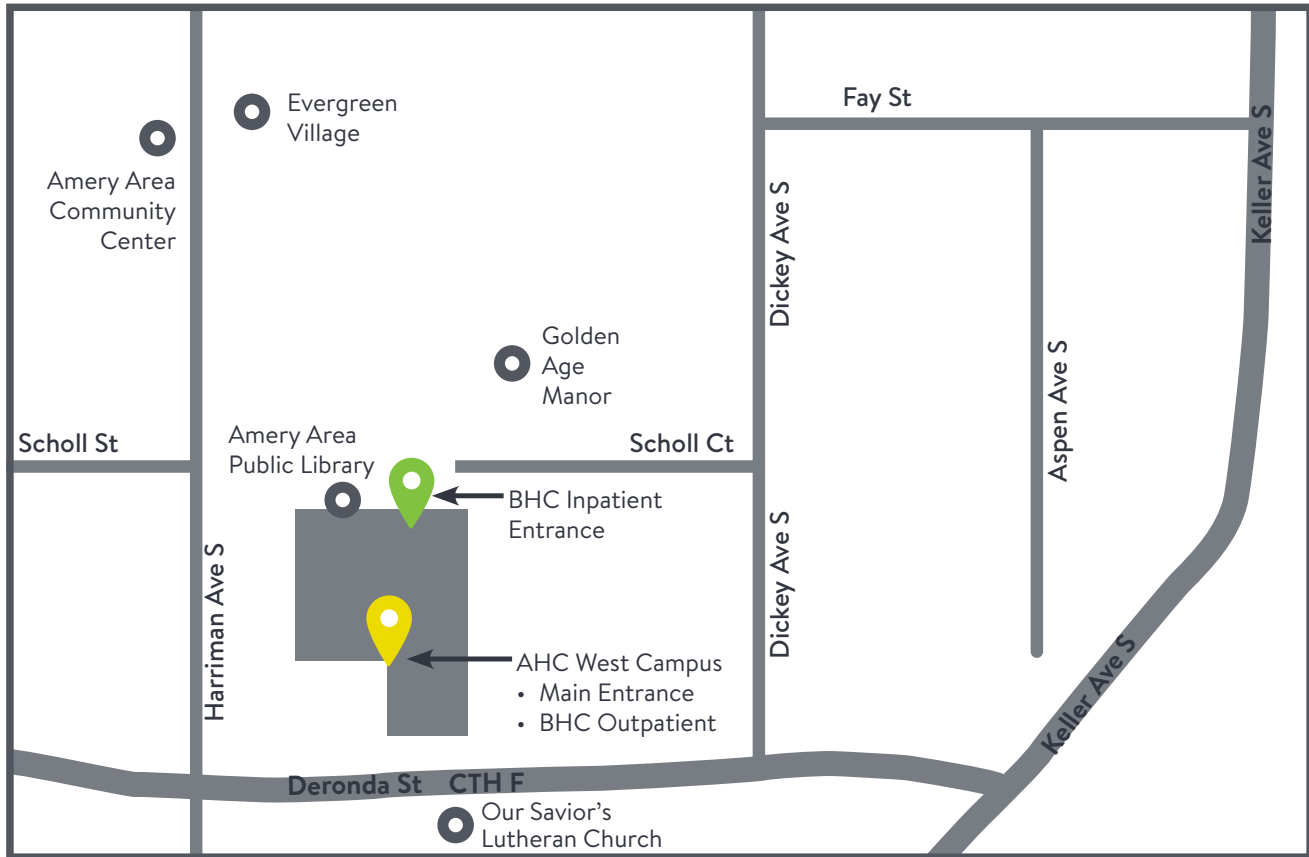 Fay St
Evergreen
Village
Keller Ave S
Amery Area
Community
Center
Dickey Ave S
Golden
Age
Manor
Aspen Ave S
Scholl St
Amery Area
Public Library
Scholl Ct
BHC Inpatient
Entrance
Harriman Ave S
Dickey Ave S
AHC West Campus
• Main Entrance
• BHC Outpatient
Keller Ave S
Deronda St CTH F
Our Savior's
Lutheran Church